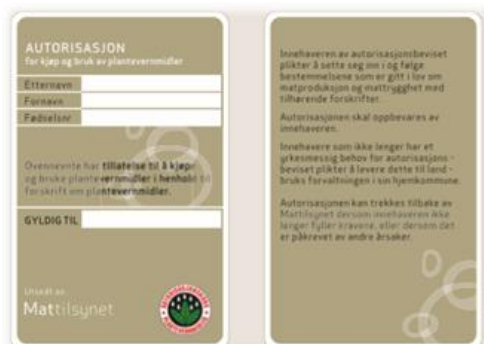 AUTORISASJON
for kjøp og bruk av plantevernmidler
Etternavn
Fornavn
Fødselsnr
Ovennevnte har tillatelse til å kjøpe
og bruke plantevernmidler i henhold til
forskrift om plantevernmidler.
GYLDIG TIL
Utstedt av:
Mattilsynet
AUTORISASJONSBEVIS
PLANTEVERNMIDLER
Innehaveren av autorisasjonsbeviset
plikter å sette seg inn i og følge
bestemmelsene som er gitt i lov om
matproduksjon og mattrygghet med
tilhørende forskrifter.
Autorisasjonen skal oppbevares av
innehaveren.
Innehavere som ikke lenger har et
yrkesmessig behov for autorisasjons-
beviset plikter å levere dette til land-
bruks forvaltningen i sin hjemkommune.
Autorisasjonen kan trekkes tilbake av
Mattilsynet dersom innehaveren ikke
lenger fyller kravene, eller dersom det
er påkrevet av andre årsaker.